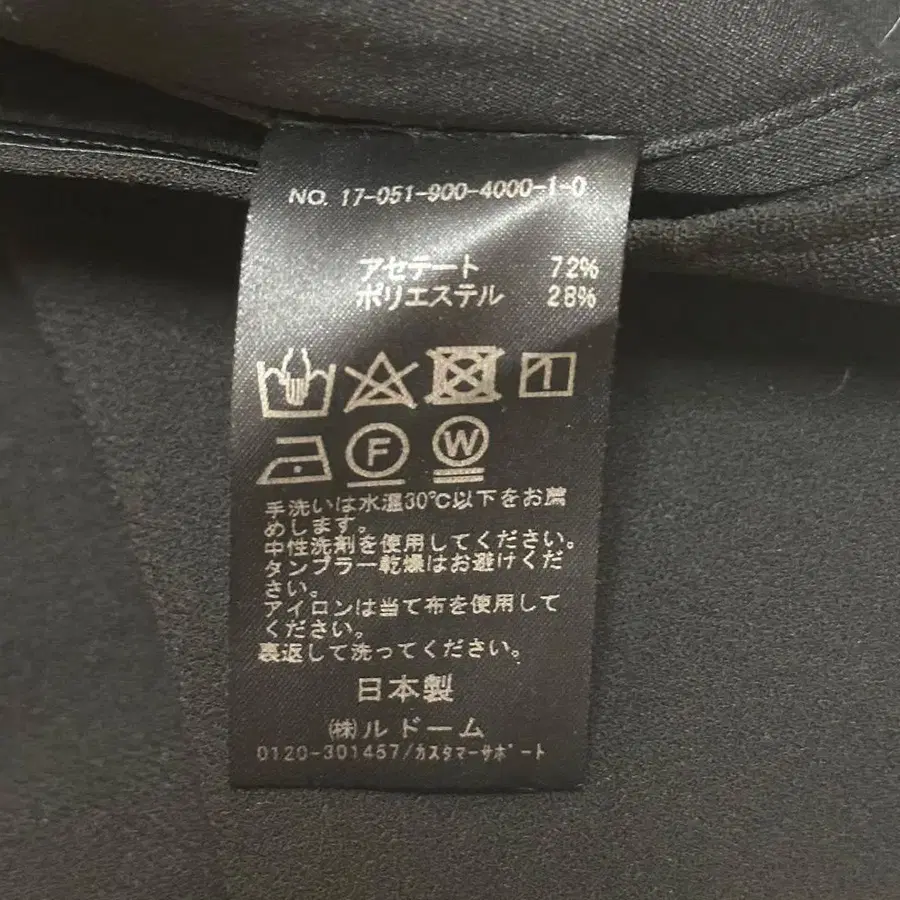 NO. 17-051-900-4000-1-0
アセテート 72%
ポリエステル 28%
F W
手洗いは水温30℃以下をお薦
めします。
中性洗剤を使用してください。
タンブラー乾燥はお避けくだ
さい。
アイロンは当て布を使用して
ください。
裏返して洗ってください。
日本製
㈱ルドーム
0120-301457/カスタマーサポート